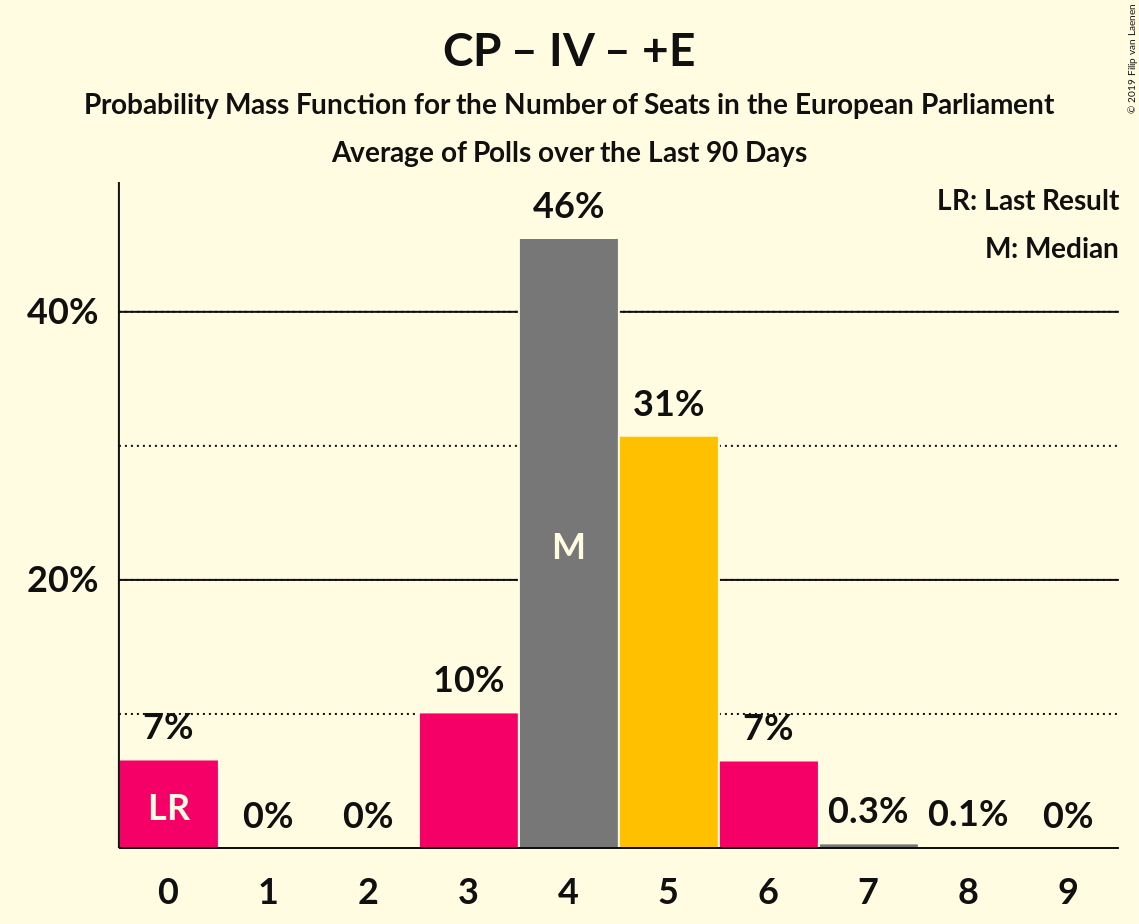 CP – IV – +E
Probability Mass Function for the Number of Seats in the European Parliament
Average of Polls over the Last 90 Days
© 2019 Filip van Laenen
LR: Last Result
M: Median
46%
40%
31%
M
20%
10%
7%
7%
LR
0%
0%
0.3%
0.1%
0%
0 1 2 3 4 5 6 7 8 9